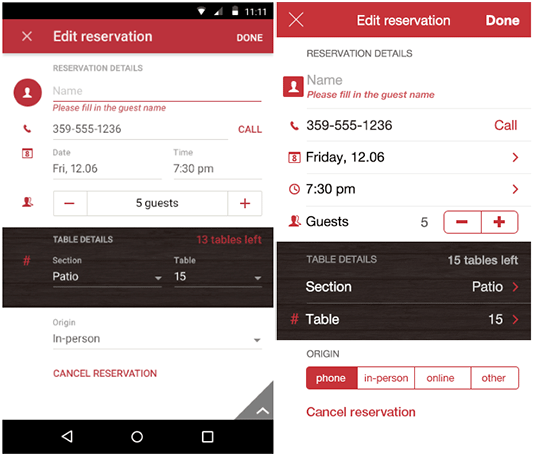 11:11
Edit reservation DONE
RESERVATION DETAILS
Name
Please fill in the guest name
359-555-1236 CALL
Date Time
Fri, 12.06 7:30 pm
5 guests
TABLE DETAILS 13 tables left
# Section Table
Patio 15
Origin
In-person
CANCEL RESERVATION
Edit reservation Done
RESERVATION DETAILS
Name
Please fill in the guest name
359-555-1236 Call
8 Friday, 12.06
7:30 pm
Guests 5
TABLE DETAILS 15 tables left
Section Patio
# Table 15
ORIGIN
phone in-person online other
Cancel reservation